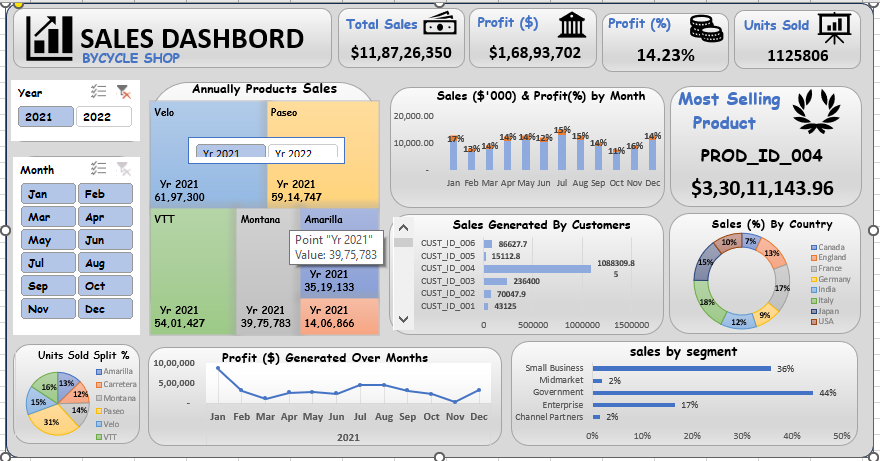 SALES DASHBORD
BYCYCLE SHOP
Total Sales
$11,87,26,350
Profit ($)
$1,68,93,702
Profit (%)
14.23%
Units Sold
1125806
Year
2021 2022
Month
Jan Feb
Mar Apr
May Jun
Jul Aug
Sep Oct
Nov Dec
Annually Products Sales
Velo Paseo
Yr 2021 Yr 2022
Yr 2021 Yr 2021
61,97,300 59,14,747
VTT Montana Amarilla
Point "Yr 2021"
Value: 39,75,783
Yr 2021
35,19,133
Yr 2021 Yr 2021 Yr 2021
54,01,427 39,75,783 14,06,866
Sales ($'000) & Profit(%) by Month
20,000.00
10,000.00
-
17% 13% 14% 14% 14% 12% 15% 15% 14% 11% 16% 14%
Jan Feb Mar Apr May Jun Jul Aug Sep Oct Nov Dec
Most Selling
Product
PROD_ID_004
$3,30,11,143.96
Sales Generated By Customers
CUST_ID_006 86627.7
CUST_ID_005 15112.8
CUST_ID_004 1088309.8
5
CUST_ID_003 236400
CUST_ID_002 70047.9
CUST_ID_001 43125
0 500000 1000000 1500000
Sales (%) By Country
7%
13%
17%
9%
12%
18%
15%
10%
Canada
England
France
Germany
India
Italy
Japan
USA
Units Sold Split %
13%
12%
14%
31%
15%
16%
Amarilla
Carretera
Montana
Paseo
Velo
VTT
Profit ($) Generated Over Months
10,00,000
5,00,000
-
Jan Feb Mar Apr May Jun Jul Aug Sep Oct Nov Dec
2021
sales by segment
Small Business 36%
Midmarket 2%
Government 44%
Enterprise 17%
Channel Partners 2%
0% 10% 20% 30% 40% 50%